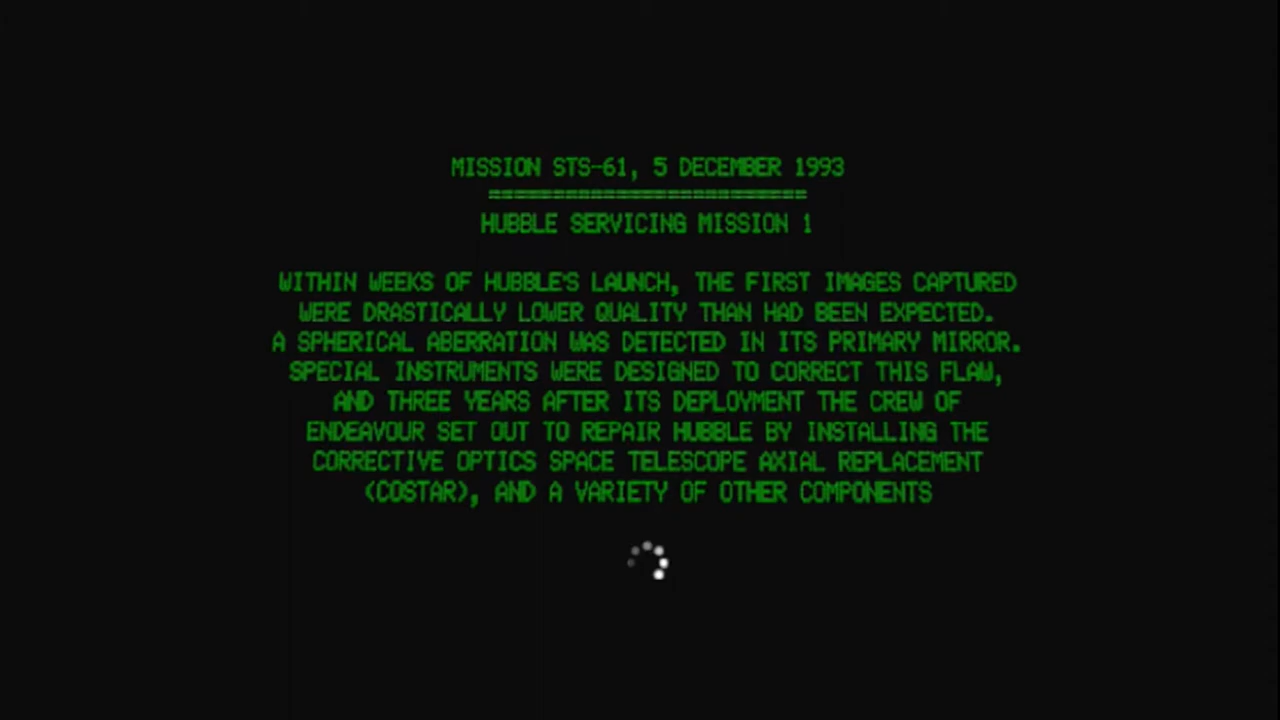 MISSION STS-61, 5 DECEMBER 1993
=========================
HUBBLE SERVICING MISSION 1
WITHIN WEEKS OF HUBBLE'S LAUNCH, THE FIRST IMAGES CAPTURED
WERE DRASTICALLY LOWER QUALITY THAN HAD BEEN EXPECTED.
A SPHERICAL ABERRATION WAS DETECTED IN ITS PRIMARY MIRROR.
SPECIAL INSTRUMENTS WERE DESIGNED TO CORRECT THIS FLAW,
AND THREE YEARS AFTER ITS DEPLOYMENT THE CREW OF
ENDEAVOUR SET OUT TO REPAIR HUBBLE BY INSTALLING THE
CORRECTIVE OPTICS SPACE TELESCOPE AXIAL REPLACEMENT
(COSTAR), AND A VARIETY OF OTHER COMPONENTS